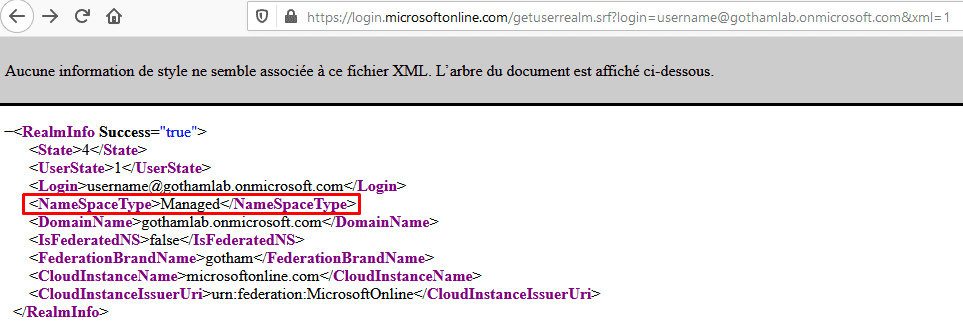 https://login.microsoftonline.com/getuserrealm.srf?login=username@gothamlab.onmicrosoft.com&xml=1
Aucune information de style ne semble associée à ce fichier XML. L’arbre du document est affiché ci-dessous.
−<RealmInfo Success="true">
<State>4</State>
<UserState>1</UserState>
<Login>username@gothamlab.onmicrosoft.com</Login>
<NameSpaceType>Managed</NameSpaceType>
<DomainName>gothamlab.onmicrosoft.com</DomainName>
<IsFederatedNS>false</IsFederatedNS>
<FederationBrandName>gotham</FederationBrandName>
<CloudInstanceName>microsoftonline.com</CloudInstanceName>
<CloudInstanceIssuerUri>urn:federation:MicrosoftOnline</CloudInstanceIssuerUri>
</RealmInfo>